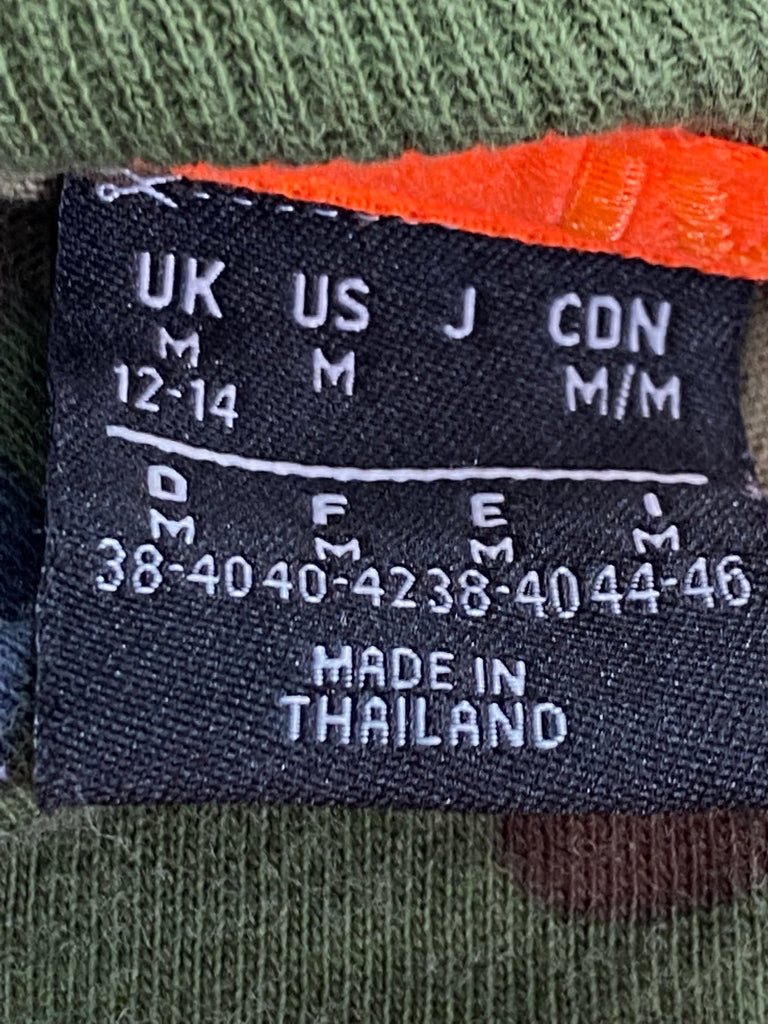 UK US J CDN
M M M/M
12-14
D F E I
M M M M
38-40 40-42 38-40 44-46
MADE IN
THAILAND